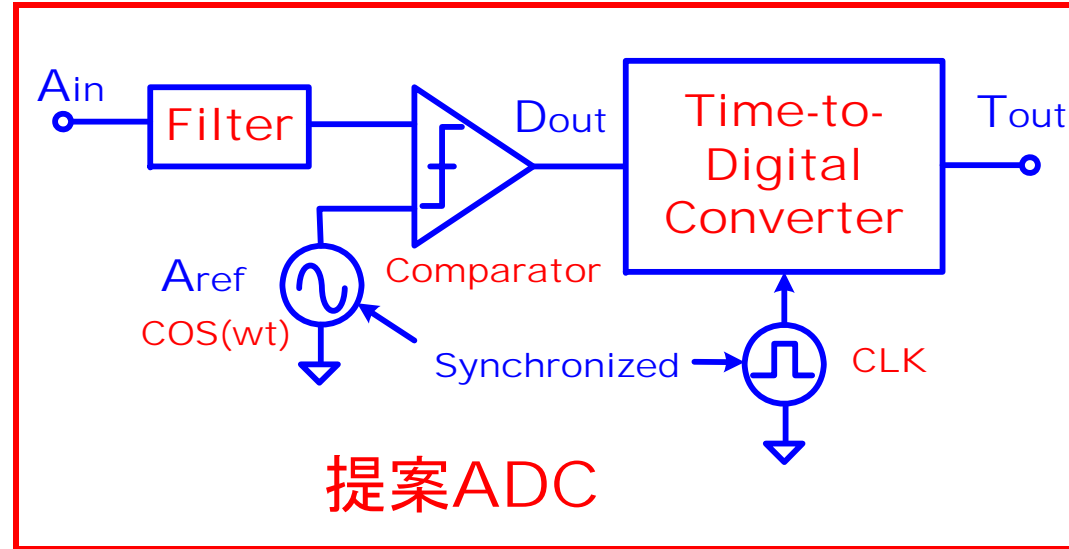 Ain
Filter
Dout
Time-to-
Digital
Converter
Tout
Aref
COS(wt)
Comparator
Synchronized
CLK
提案ADC